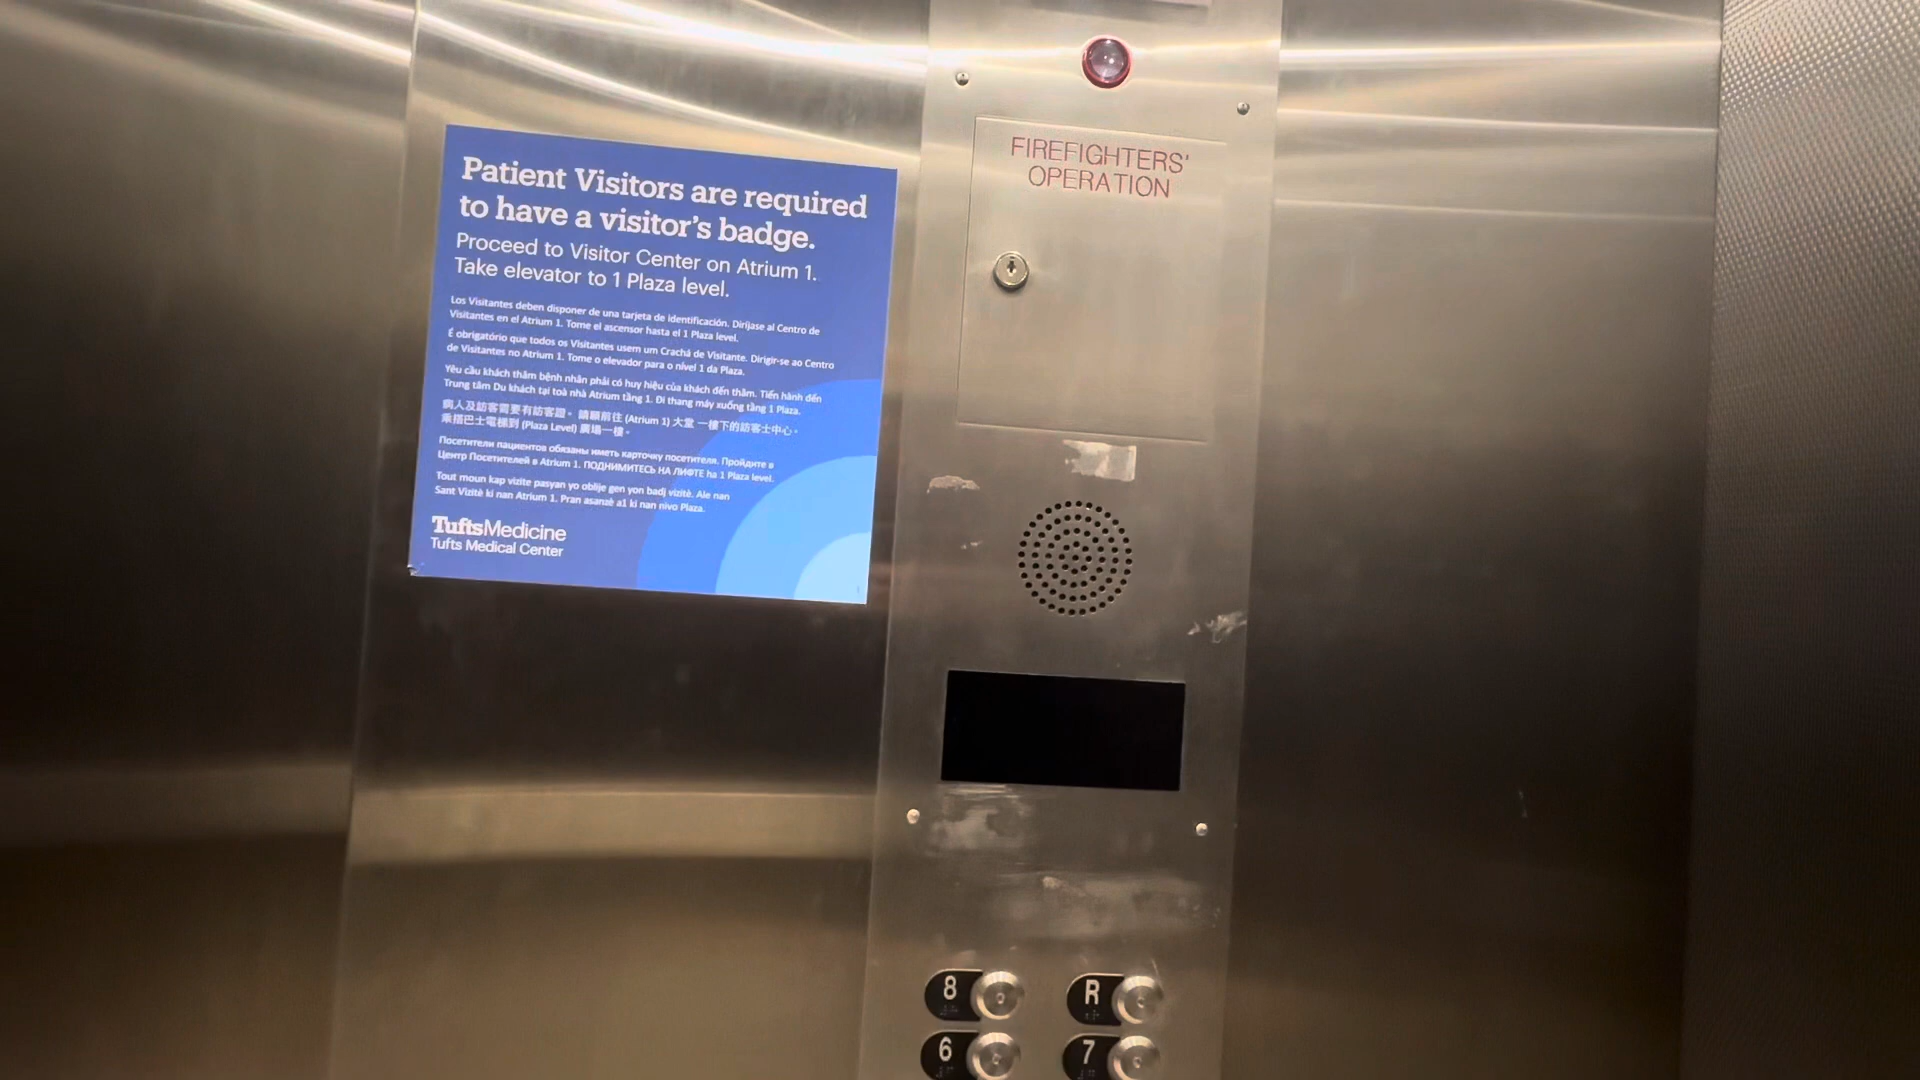 Patient Visitors are required
to have a visitor's badge.
Proceed to Visitor Center on Atrium 1.
Take elevator to 1 Plaza level.
Los Visitantes deben disponer de una tarjeta de identificación. Diríjase al Centro de
Visitantes en el Atrium 1. Tome el ascensor hasta el 1 Plaza level.
É obrigatório que todos os Visitantes usem um Crachá de Visitante. Dirigir-se ao Centro
de Visitantes no Atrium 1. Tome o elevador para o nível 1 da Plaza.
Yêu cầu khách thăm bệnh nhân phải có huy hiệu của khách đến thăm. Tiến hành đến
Trung tâm Du khách tại toà nhà Atrium tầng 1. Đi thang máy xuống tầng 1 Plaza.
病人及訪客需要有訪客證。 請願前往 (Atrium 1) 大堂 一樓下的訪客士中心。
乘搭巴士電梯到 (Plaza Level) 廣場一樓。
Посетители пациентов обязаны иметь карточку посетителя. Пройдите в
Центр Посетителей в Atrium 1. ПОДНИМИТЕСЬ НА ЛИФТЕ ha 1 Plaza level.
Tout moun kap vizite pasyan yo oblije gen yon badj vizitè. Ale nan
Sant Vizitè ki nan Atrium 1. Pran asansè a1 ki nan nivo Plaza.
TuftsMedicine
Tufts Medical Center
FIREFIGHTERS'
OPERATION
8 R
6 7